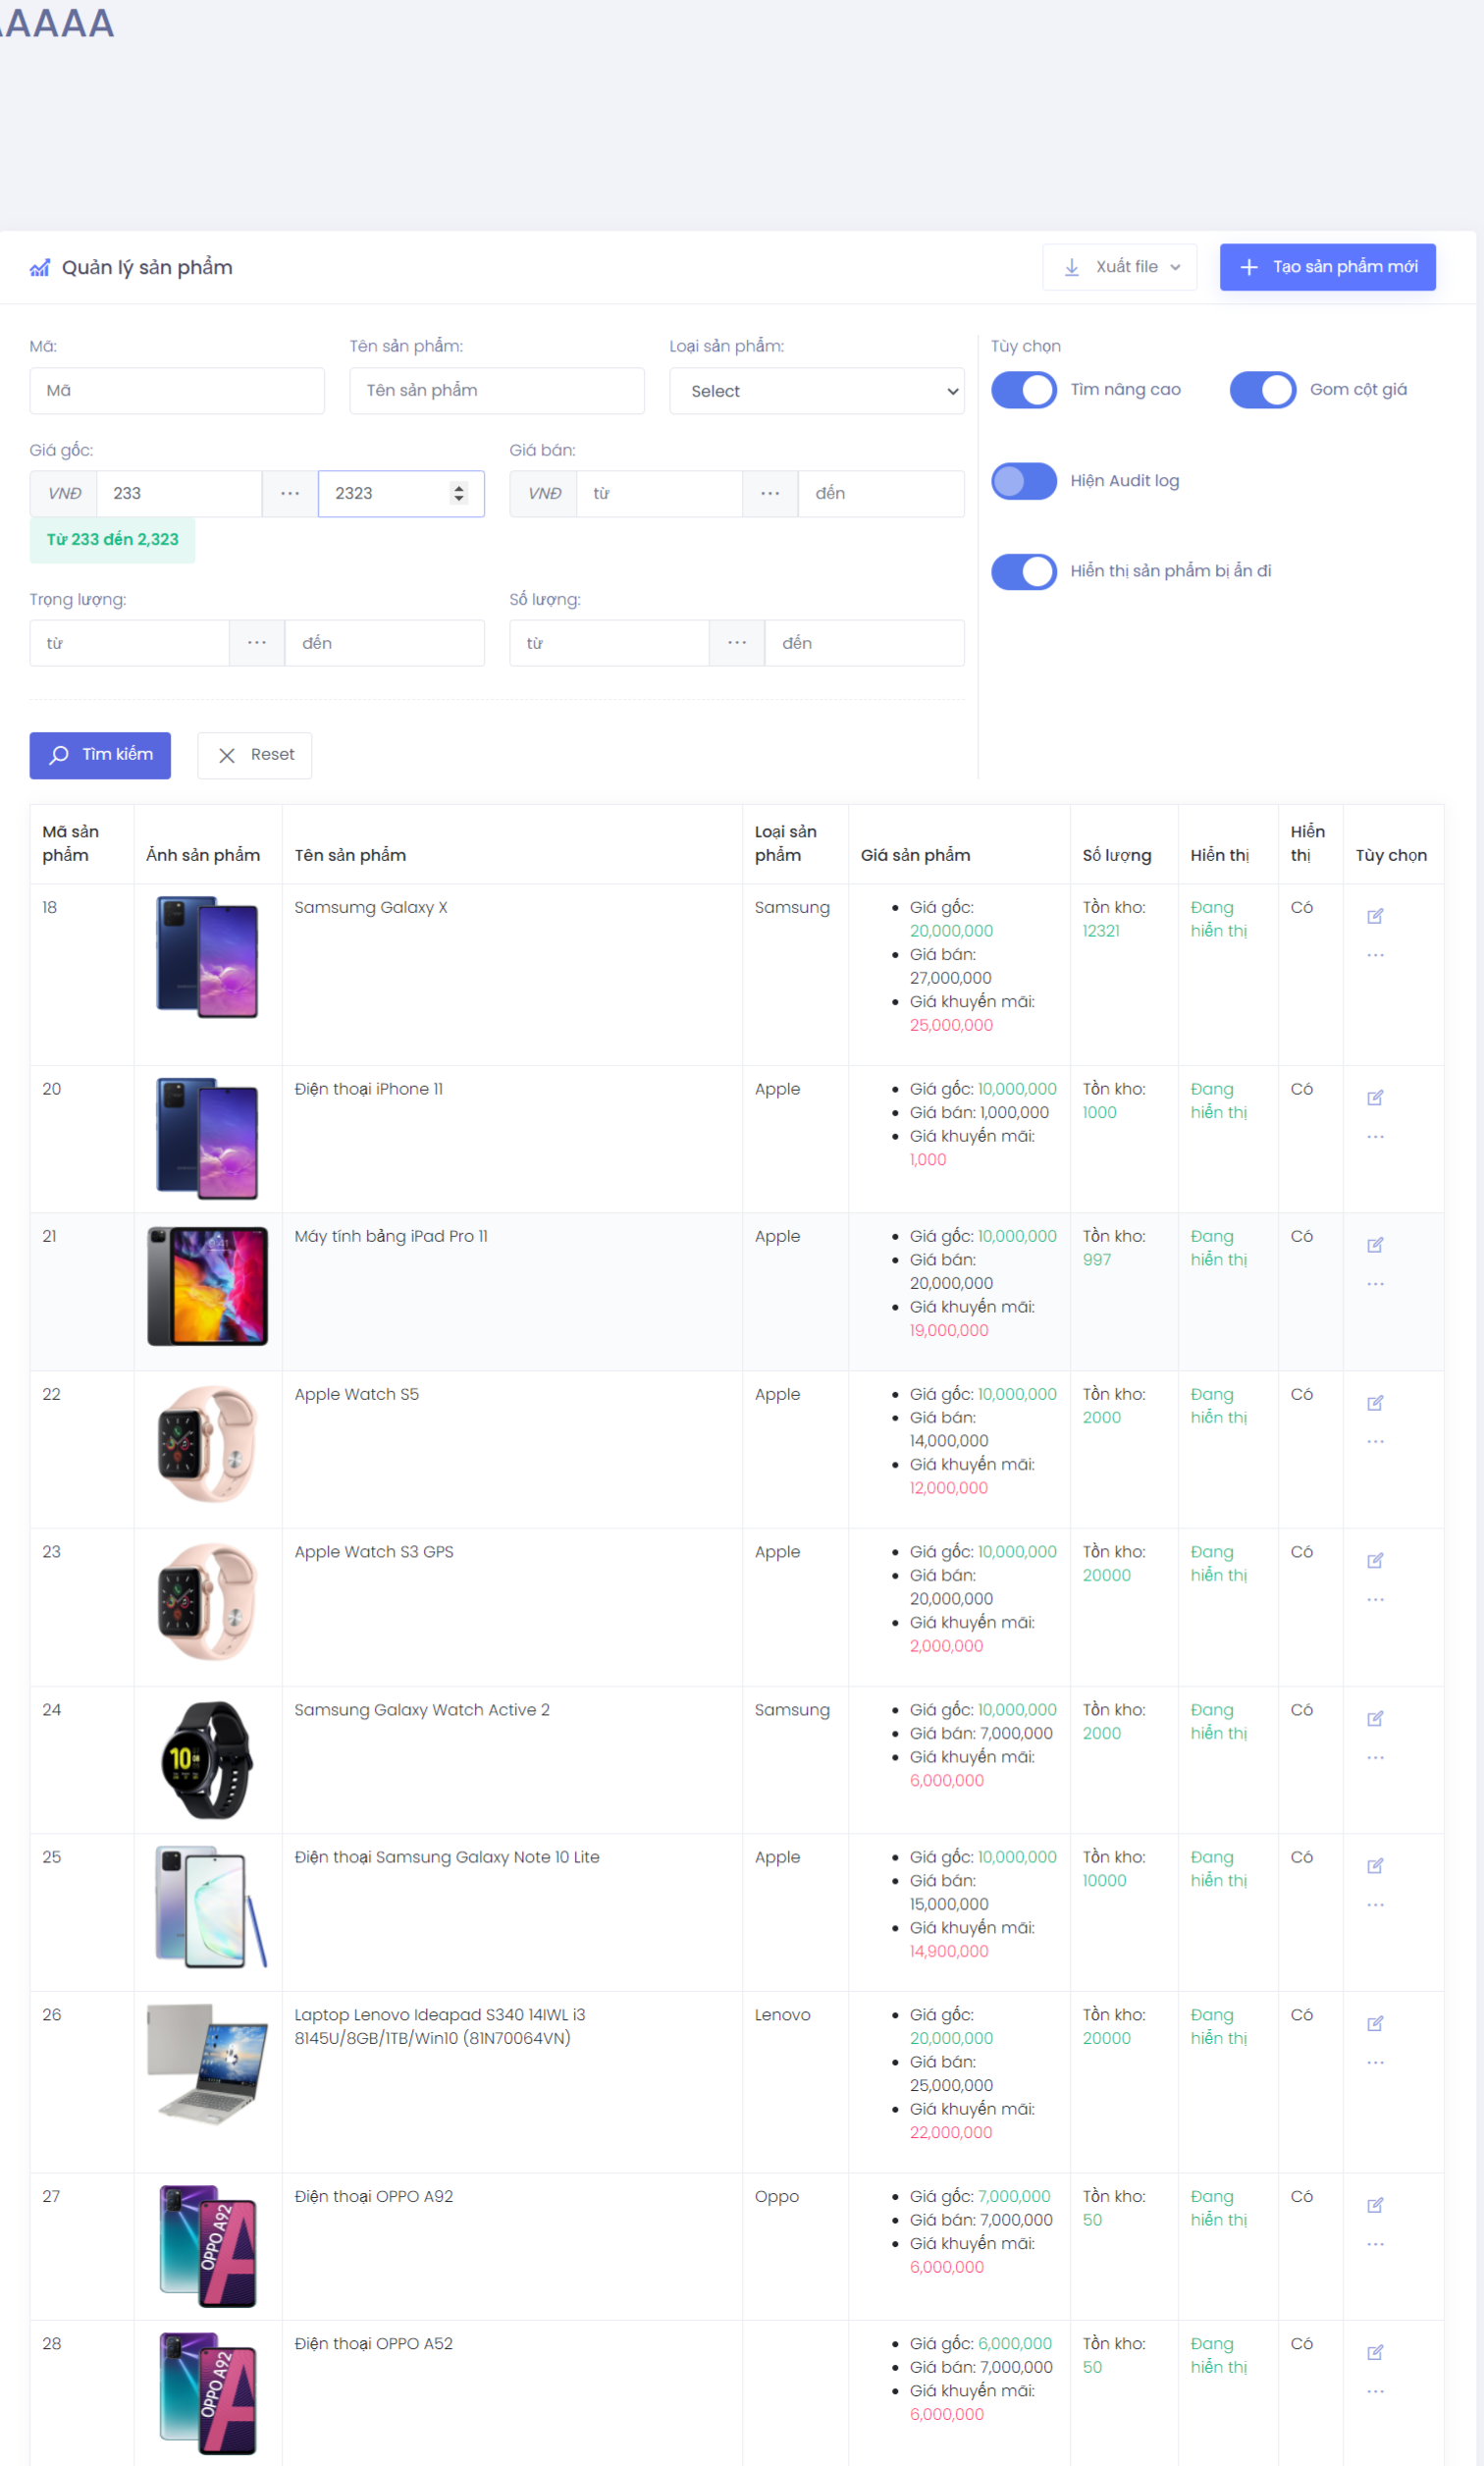 AAAAA
Quản lý sản phẩm
Xuất file
Tạo sản phẩm mới
Mã:
Tên sản phẩm:
Loại sản phẩm:
Tùy chọn
Mã
Tên sản phẩm
Select
Tìm nâng cao
Gom cột giá
Giá gốc:
Giá bán:
VNĐ
233
...
2323
VNĐ
từ
...
đến
Hiện Audit log
Từ 233 đến 2,323
Hiển thị sản phẩm bị ẩn đi
Trọng lượng:
Số lượng:
từ
...
đến
từ
...
đến
Tìm kiếm
Reset
Mã sản
phẩm
Ảnh sản phẩm
Tên sản phẩm
Loại sản
phẩm
Giá sản phẩm
Số lượng
Hiển thị
Hiển
thị
Tùy chọn
18
Samsumg Galaxy X
Samsung
Giá gốc:
20,000,000
Giá bán:
27,000,000
Giá khuyến mãi:
25,000,000
Tồn kho:
12321
Đang
hiển thị
Có
...
20
Điện thoại iPhone 11
Apple
Giá gốc: 10,000,000
Giá bán: 1,000,000
Giá khuyến mãi:
1,000
Tồn kho:
1000
Đang
hiển thị
Có
...
21
Máy tính bảng iPad Pro 11
Apple
Giá gốc: 10,000,000
Giá bán:
20,000,000
Giá khuyến mãi:
19,000,000
Tồn kho:
997
Đang
hiển thị
Có
...
22
Apple Watch S5
Apple
Giá gốc: 10,000,000
Giá bán:
14,000,000
Giá khuyến mãi:
12,000,000
Tồn kho:
2000
Đang
hiển thị
Có
...
23
Apple Watch S3 GPS
Apple
Giá gốc: 10,000,000
Giá bán:
20,000,000
Giá khuyến mãi:
2,000,000
Tồn kho:
20000
Đang
hiển thị
Có
...
24
10
Samsung Galaxy Watch Active 2
Samsung
Giá gốc: 10,000,000
Giá bán: 7,000,000
Giá khuyến mãi:
6,000,000
Tồn kho:
2000
Đang
hiển thị
Có
...
25
Điện thoại Samsung Galaxy Note 10 Lite
Apple
Giá gốc: 10,000,000
Giá bán:
15,000,000
Giá khuyến mãi:
14,900,000
Tồn kho:
10000
Đang
hiển thị
Có
...
26
Laptop Lenovo Ideapad S340 14IWL i3
8145U/8GB/1TB/Win10 (81N70064VN)
Lenovo
Giá gốc:
20,000,000
Giá bán:
25,000,000
Giá khuyến mãi:
22,000,000
Tồn kho:
20000
Đang
hiển thị
Có
...
27
OPPO A92
Điện thoại OPPO A92
Oppo
Giá gốc: 7,000,000
Giá bán: 7,000,000
Giá khuyến mãi:
6,000,000
Tồn kho:
50
Đang
hiển thị
Có
...
28
OPPO A92
Điện thoại OPPO A52
Giá gốc: 6,000,000
Giá bán: 7,000,000
Giá khuyến mãi:
6,000,000
Tồn kho:
50
Đang
hiển thị
Có
...